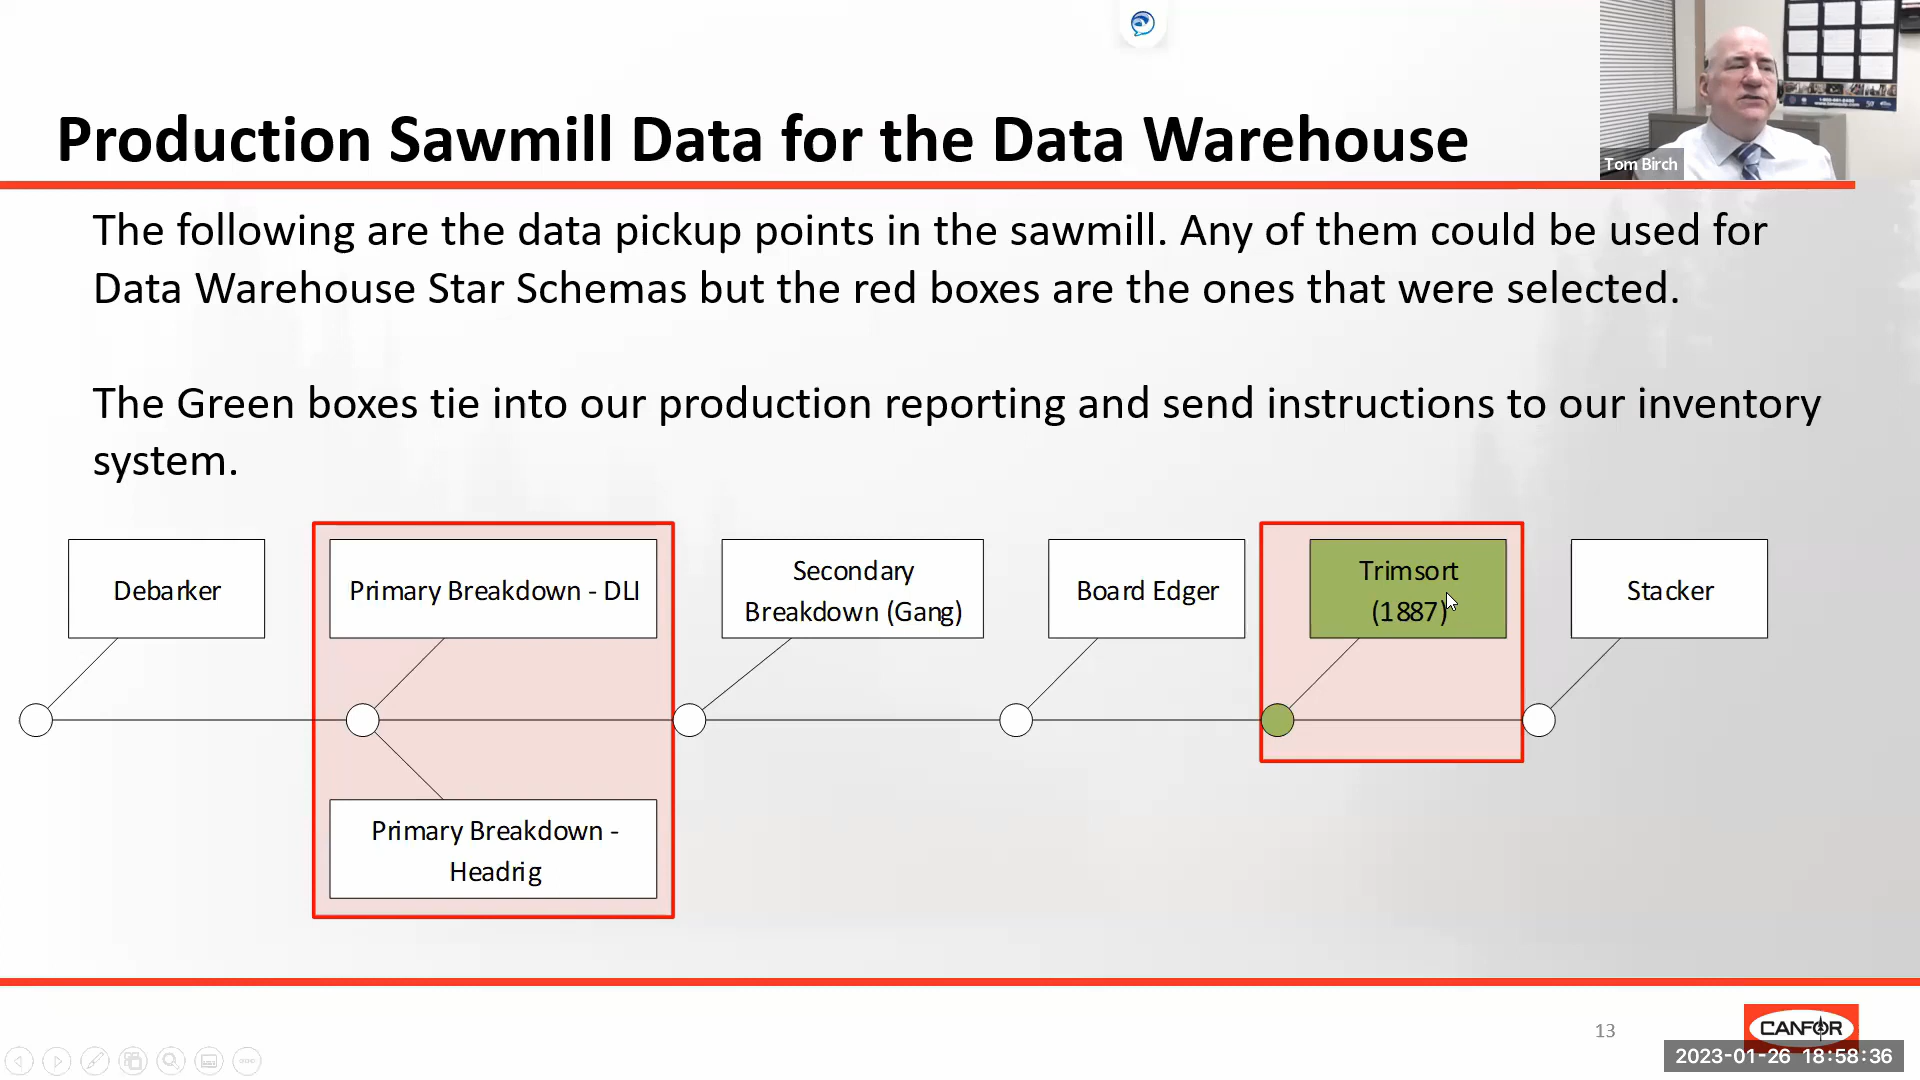 Tom Birch
Production Sawmill Data for the Data Warehouse
The following are the data pickup points in the sawmill. Any of them could be used for
Data Warehouse Star Schemas but the red boxes are the ones that were selected.
The Green boxes tie into our production reporting and send instructions to our inventory
system.
Debarker
Primary Breakdown - DLI
Secondary
Breakdown (Gang)
Board Edger
Trimsort
(1887)
Stacker
Primary Breakdown -
Headrig
13
CANFOR
2023-01-26 18:58:36